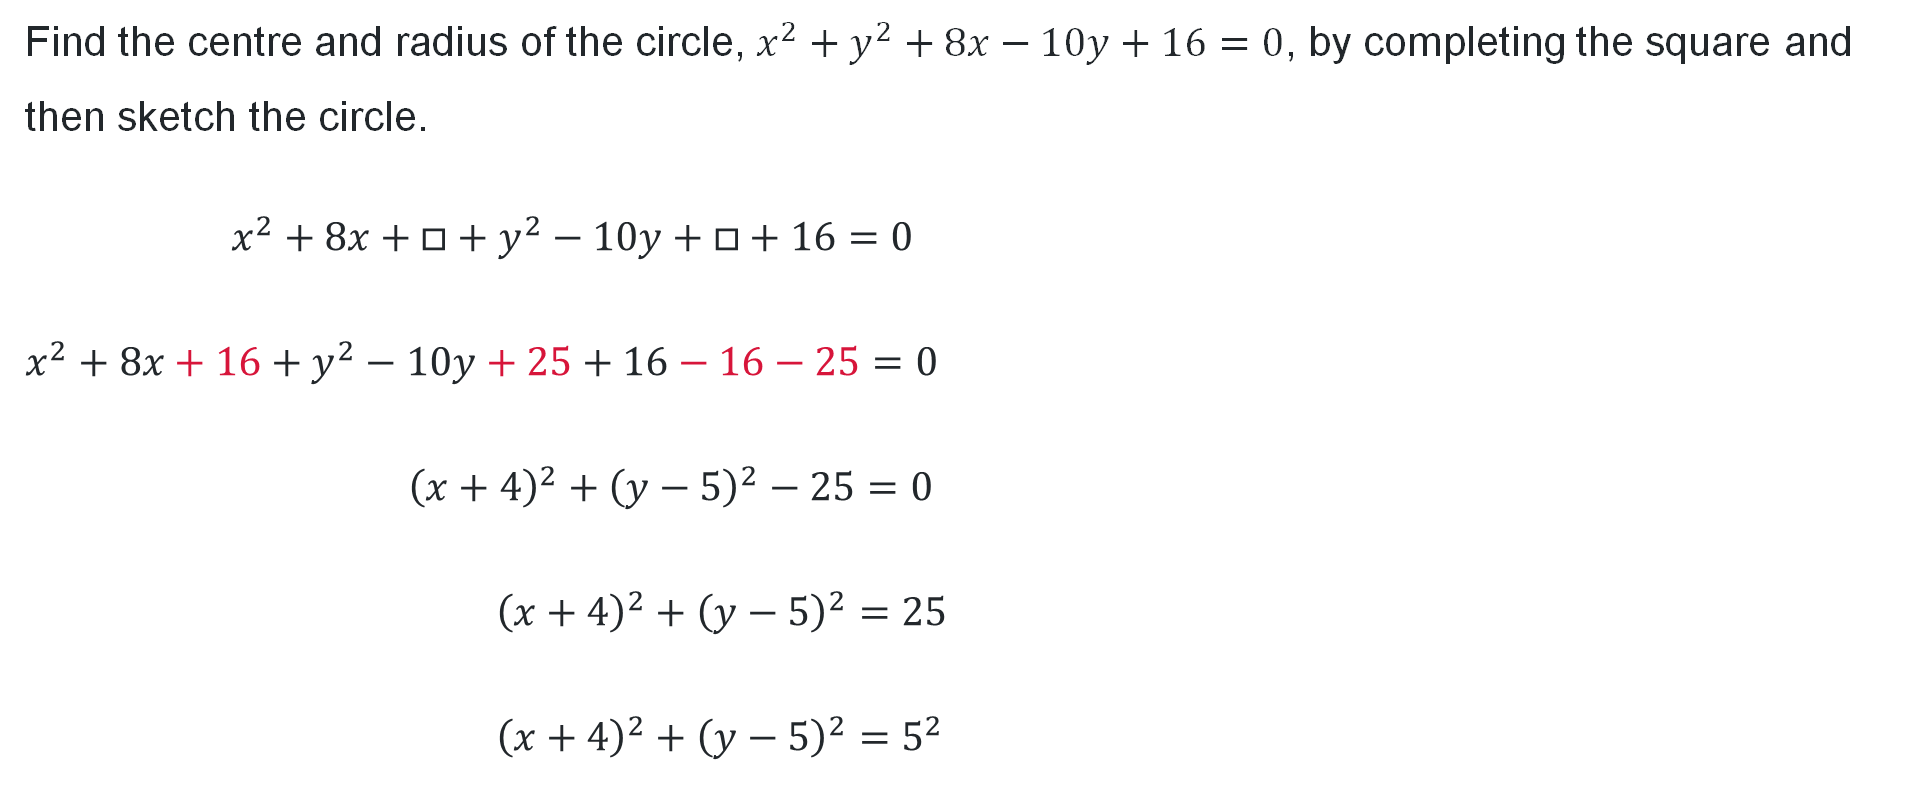 Find the centre and radius of the circle, x² + y² + 8x − 10y + 16 = 0, by completing the square and
then sketch the circle.
x² + 8x + □ + y² − 10y + □ + 16 = 0
x² + 8x + 16 + y² − 10y + 25 + 16 − 16 − 25 = 0
(x + 4)² + (y − 5)² − 25 = 0
(x + 4)² + (y − 5)² = 25
(x + 4)² + (y − 5)² = 5²